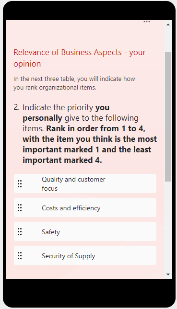 Relevance of Business Aspects - your
opinion
In the next three table, you will indicate how
you rank organizational items.
2. Indicate the priority you
personally give to the following
items. Rank in order from 1 to 4,
with the item you think is the most
important marked 1 and the least
important marked 4.
Quality and customer
focus
Costs and efficiency
Safety
Security of Supply